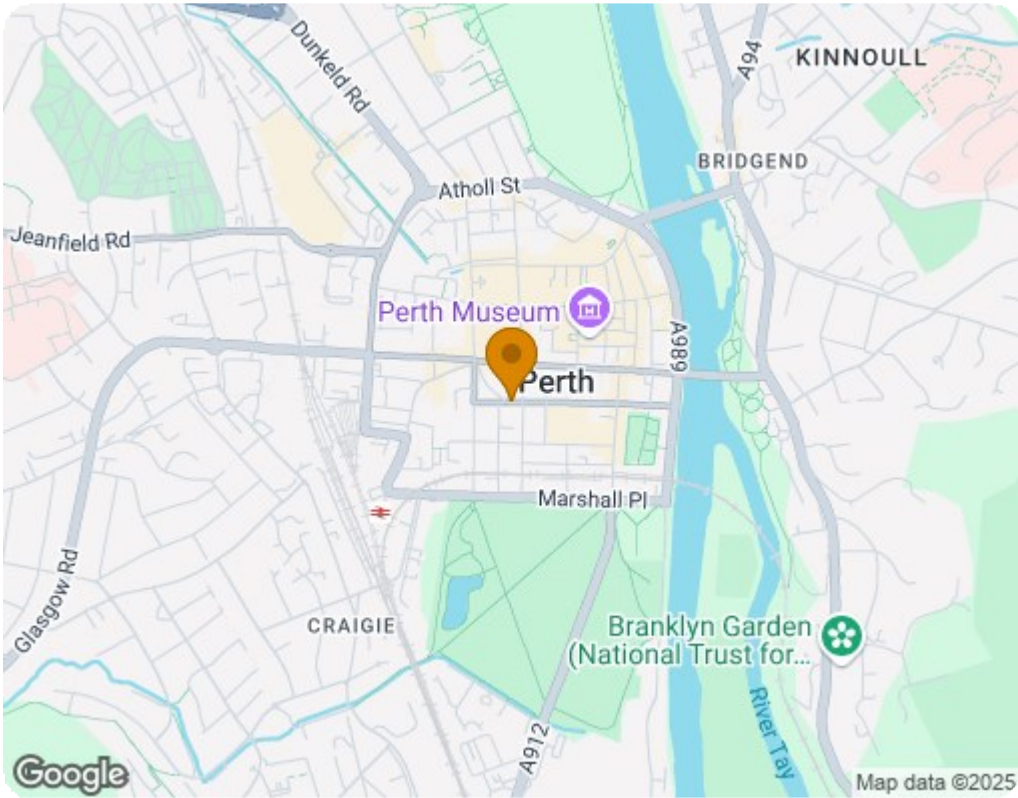 Dunkeld Rd
A94
KINNOULL
BRIDGEND
Atholl St
Jeanfield Rd
Perth Museum
A989
Perth
Marshall Pl
Glasgow Rd
CRAIGIE
Branklyn Garden
(National Trust for...
River Tay
A912
Google
Map data ©2025